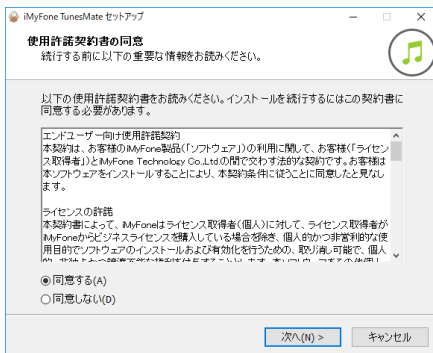 iMyFone TunesMate セットアップ
使用許諾契約書の同意
続行する前に以下の重要な情報をお読みください。
以下の使用許諾契約書をお読みください。インストールを続行するにはこの契約書に
同意する必要があります。
エンドユーザー向け使用許諾契約
本契約は、お客様のiMyFone製品(「ソフトウェア」)の利用に関して、お客様(「ライセン
ス取得者」)とiMyFone Technology Co.,Ltd.の間で交わす法的な契約です。お客様は
本ソフトウェアをインストールすることにより、本契約条件に従うことに同意したと見なし
ます。
ライセンスの許諾
本契約書によって、iMyFoneはライセンス取得者(個人)に対して、ライセンス取得者が
iMyFoneからビジネスライセンスを購入している場合を除き、個人的かつ非営利的な使
用目的でソフトウェアのインストールおよび有効化を行うための、取り消し可能で、個人
同意する(A)
同意しない(D)
次へ(N) >
キャンセル